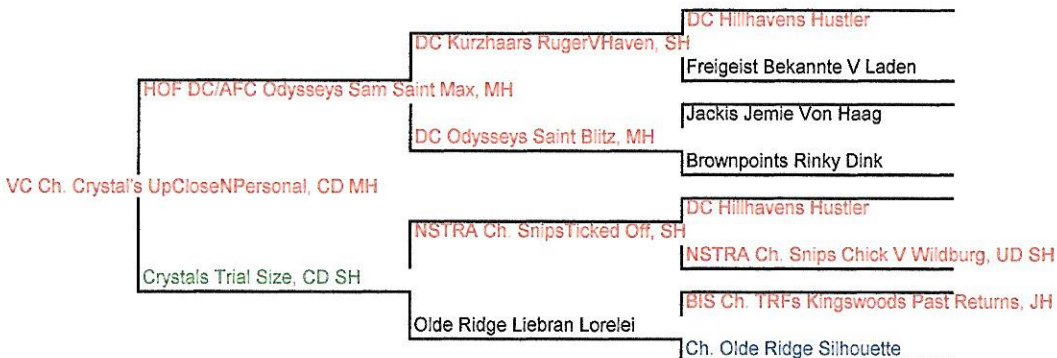 DC Hillhavens Hustler
DC Kurzhaars RugerVHaven, SH
Freigeist Bekannte V Laden
HOF DC/AFC Odysseys Sam Saint Max, MH
Jackis Jemie Von Haag
DC Odysseys Saint Blitz, MH
Brownpoints Rinky Dink
VC Ch. Crystal's UpCloseNPersonal, CD MH
DC Hillhavens Hustler
NSTRA Ch. SnipsTicked Off, SH
NSTRA Ch. Snips Chick V Wildburg, UD SH
Crystals Trial Size, CD SH
BIS Ch. TRFs Kingswoods Past Returns, JH
Olde Ridge Liebran Lorelei
Ch. Olde Ridge Silhouette